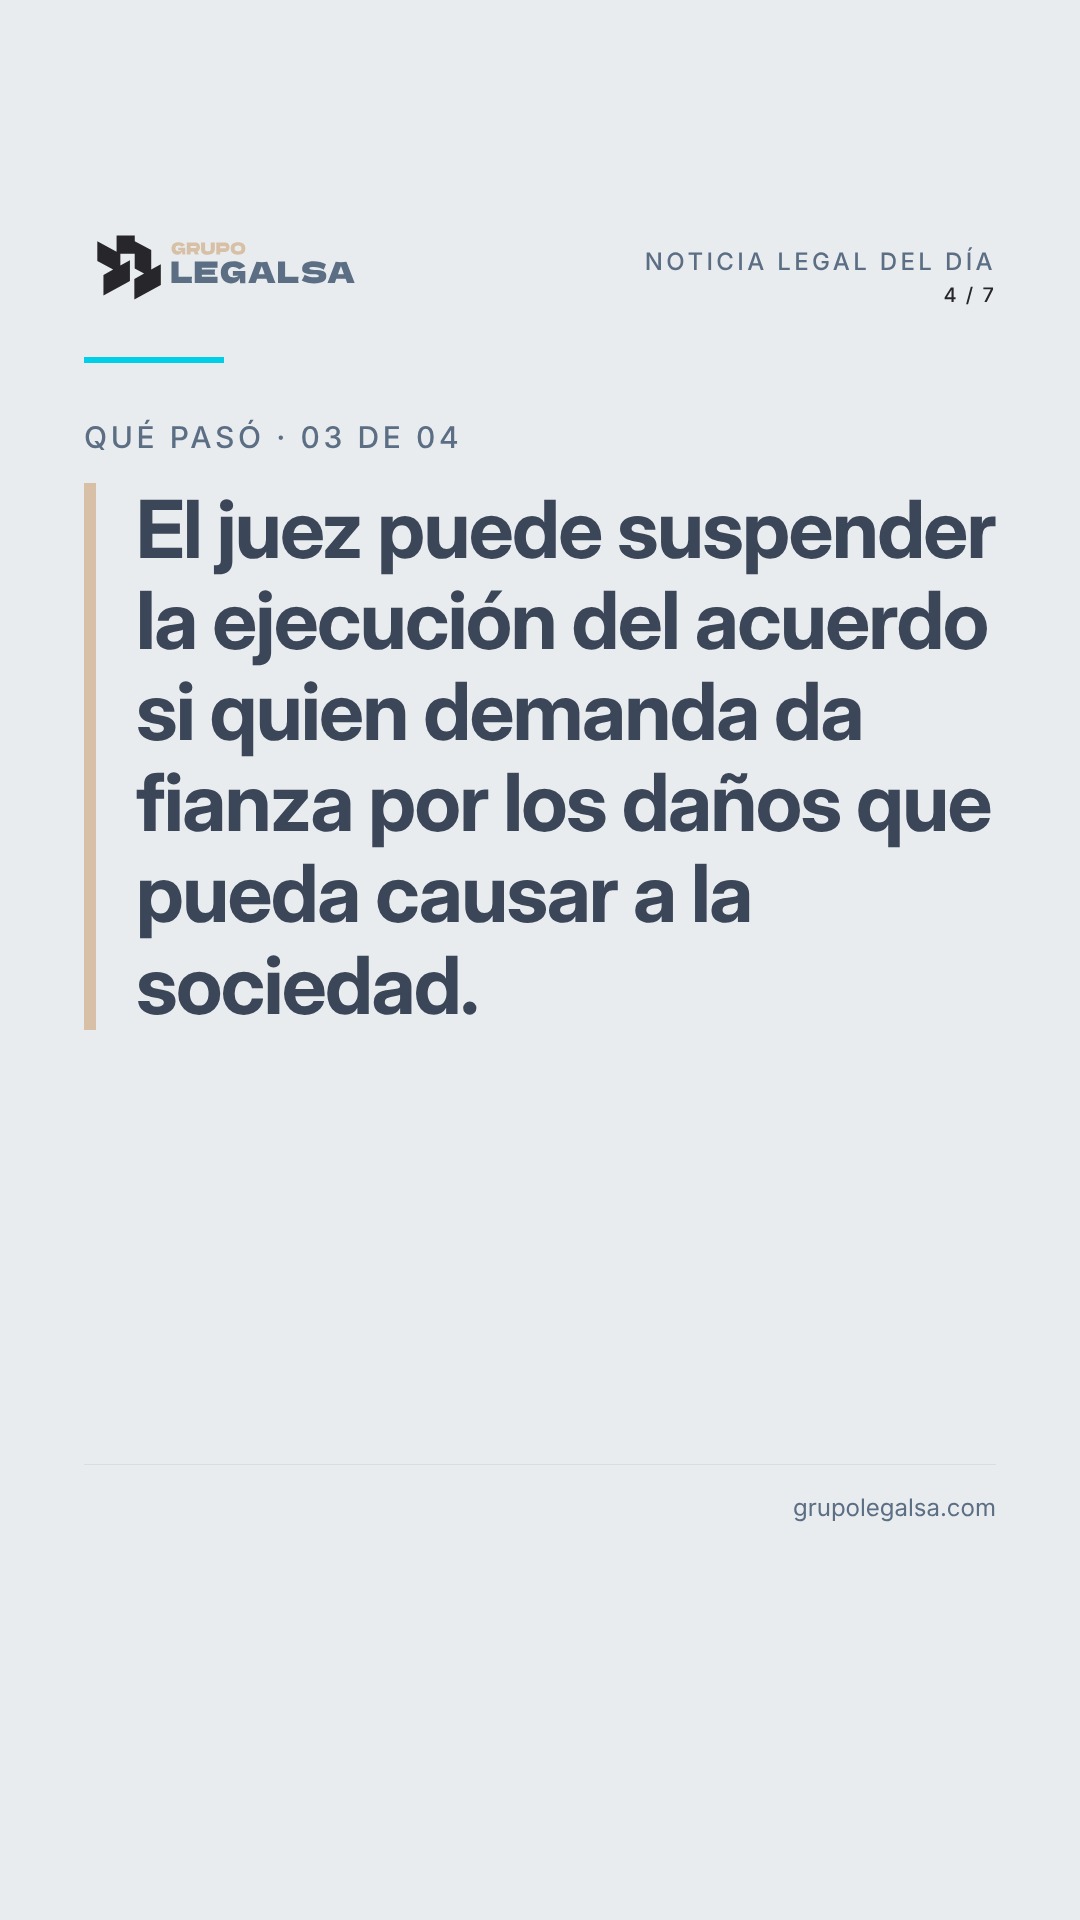 GRUPO
LEGALSA
NOTICIA LEGAL DEL DÍA
4 / 7
QUÉ PASÓ · 03 DE 04
El juez puede suspender
la ejecución del acuerdo
si quien demanda da
fianza por los daños que
pueda causar a la
sociedad.
grupolegalsa.com